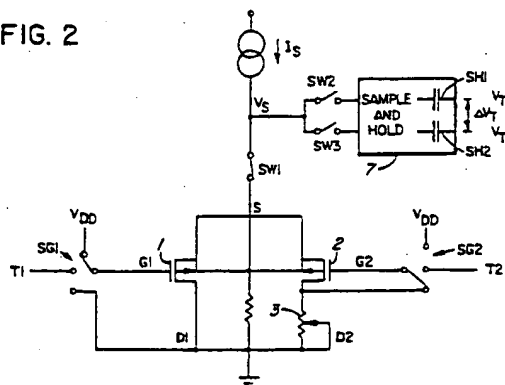 FIG. 2
I_S
SW2
SH1
V_S
SAMPLE
AND
HOLD
V_T
ΔV_T
V_T
SW3
SH2
7
SW1
S
V_DD
1
2
V_DD
SG1
SG2
T1
G1
G2
T2
3
D1
D2